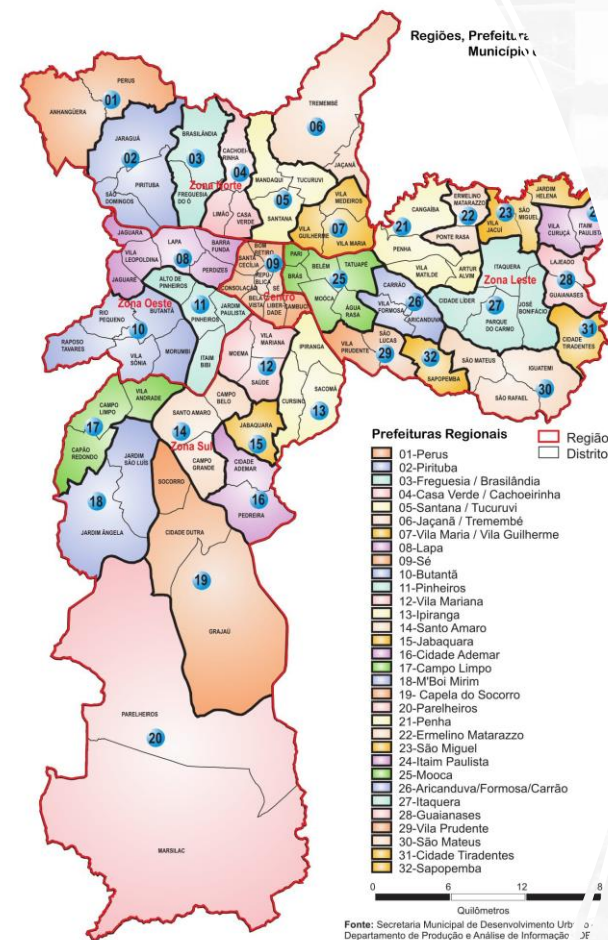 Regiões, Prefeitura
Município
PERUS
ANHANGÜERA
01
JARAGUÁ
02
PIRITUBA
SÃO
DOMINGOS
BRASILÂNDIA
03
FREGUESIA
DO Ó
CACHOEI-
RINHA
04
LIMÃO
CASA
VERDE
Zona Norte
MANDAQUI
TUCURUVI
05
SANTANA
TREMEMBÉ
06
JAÇANÃ
VILA
MEDEIROS
07
VILA
GUILHERME
VILA MARIA
JAGUARA
LAPA
VILA
LEOPOLDINA
08
BARRA
FUNDA
PERDIZES
JAGUARÉ
ALTO DE
PINHEIROS
Zona Oeste
RIO
PEQUENO
BUTANTÃ
10
RAPOSO
TAVARES
VILA
SÔNIA
MORUMBI
11
PINHEIROS
JARDIM
PAULISTA
ITAIM
BIBI
BOM
RETIRO
SANTA
CECÍLIA
09
REPÚ-
BLICA
SÉ
CONSOLAÇÃO
Centro
BELA
VISTA
LIBER-
DADE
CAMBUCI
PARI
BRÁS
BELÉM
TATUAPÉ
25
MOÓCA
ÁGUA
RASA
CANGAÍBA
21
PENHA
VILA
MATILDE
ARTUR
ALVIM
ERMELINO
MATARAZZO
22
PONTE RASA
23
VILA
JACUÍ
SÃO
MIGUEL
JARDIM
HELENA
VILA
CURUÇÁ
ITAIM
PAULISTA
LAJEADO
28
GUAIANASES
ITAQUERA
Zona Leste
CIDADE LÍDER
27
PARQUE
DO CARMO
JOSÉ
BONIFÁCIO
CARRÃO
26
VILA
FORMOSA
ARICANDUVA
31
CIDADE
TIRADENTES
VILA
PRUDENTE
SÃO
LUCAS
29
32
SAPOPEMBA
SÃO MATEUS
IGUATEMI
30
SÃO RAFAEL
MOEMA
VILA
MARIANA
12
SAÚDE
IPIRANGA
SACOMÃ
13
CURSINO
VILA
ANDRADE
CAMPO
LIMPO
17
CAPÃO
REDONDO
SANTO AMARO
CAMPO
BELO
14
Zona Sul
CAMPO
GRANDE
JABAQUARA
15
CIDADE
ADEMAR
16
PEDREIRA
JARDIM
SÃO LUÍS
18
JARDIM ÂNGELA
SOCORRO
CIDADE DUTRA
19
GRAJAÚ
PARELHEIROS
20
MARSILAC
Prefeituras Regionais
01-Perus
02-Pirituba
03-Freguesia / Brasilândia
04-Casa Verde / Cachoeirinha
05-Santana / Tucuruvi
06-Jaçanã / Tremembé
07-Vila Maria / Vila Guilherme
08-Lapa
09-Sé
10-Butantã
11-Pinheiros
12-Vila Mariana
13-Ipiranga
14-Santo Amaro
15-Jabaquara
16-Cidade Ademar
17-Campo Limpo
18-M'Boi Mirim
19- Capela do Socorro
20-Parelheiros
21-Penha
22-Ermelino Matarazzo
23-São Miguel
24-Itaim Paulista
25-Mooca
26-Aricanduva/Formosa/Carrão
27-Itaquera
28-Guaianases
29-Vila Prudente
30-São Mateus
31-Cidade Tiradentes
32-Sapopemba
Região
Distrito
0 6 12 18
Quilômetros
Fonte: Secretaria Municipal de Desenvolvimento
Departamento de Produção e Análise de Informação